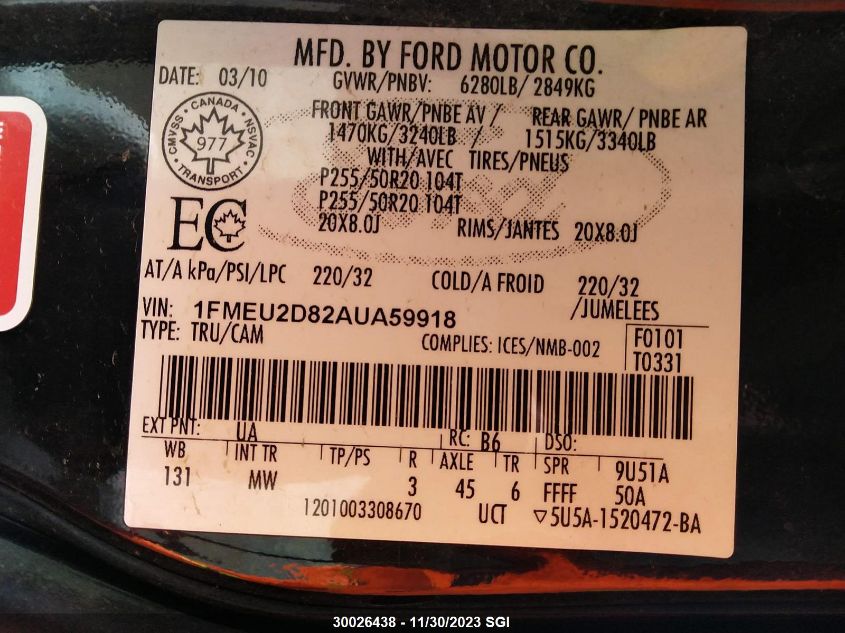 MFD. BY FORD MOTOR CO.
DATE: 03/10 GVWR/PNBV: 6280LB/ 2849KG
FRONT GAWR/PNBE AV / REAR GAWR/ PNBE AR
1470KG/3240LB / 1515KG/3340LB
WITH/AVEC TIRES/PNEUS
P255/50R20 104T
P255/50R20 104T
20X8.0J RIMS/JANTES 20X8.0J
CANADA
CMVSS NSVAC
977
TRANSPORT
EC
AT/A kPa/PSI/LPC 220/32 COLD/A FROID 220/32
VIN: 1FMEU2D82AUA59918 /JUMELEES
TYPE: TRU/CAM COMPLIES: ICES/NMB-002 F0101
T0331
EXT PNT: UA RC: B6 DSO:
WB INT TR TP/PS R AXLE TR SPR 9U51A
131 MW 3 45 6 FFFF 50A
1201003308670 UCT ▽5U5A-1520472-BA
30026438 - 11/30/2023 SGI